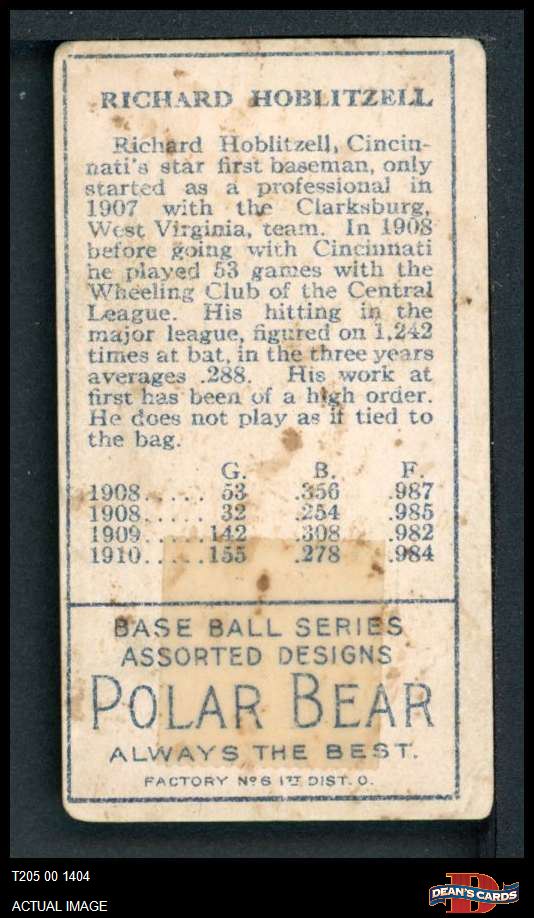 RICHARD HOBLITZELL
Richard Hoblitzell, Cincin-
nati's star first baseman, only
started as a professional in
1907 with the Clarksburg,
West Virginia, team. In 1908
before going with Cincinnati
he played 53 games with the
Wheeling Club of the Central
League. His hitting in the
major league, figured on 1,242
times at bat, in the three years
averages .288. His work at
first has been of a high order.
He does not play as if tied to
the bag.
G. B. F.
1908..... 53 .356 .987
1908..... 32 .254 .985
1909.....142 .308 .982
1910.....155 .278 .984
BASE BALL SERIES
ASSORTED DESIGNS
POLAR BEAR
ALWAYS THE BEST.
FACTORY Nº 6 1ST DIST. O.
T205 00 1404
ACTUAL IMAGE
D
DEAN'S CARDS